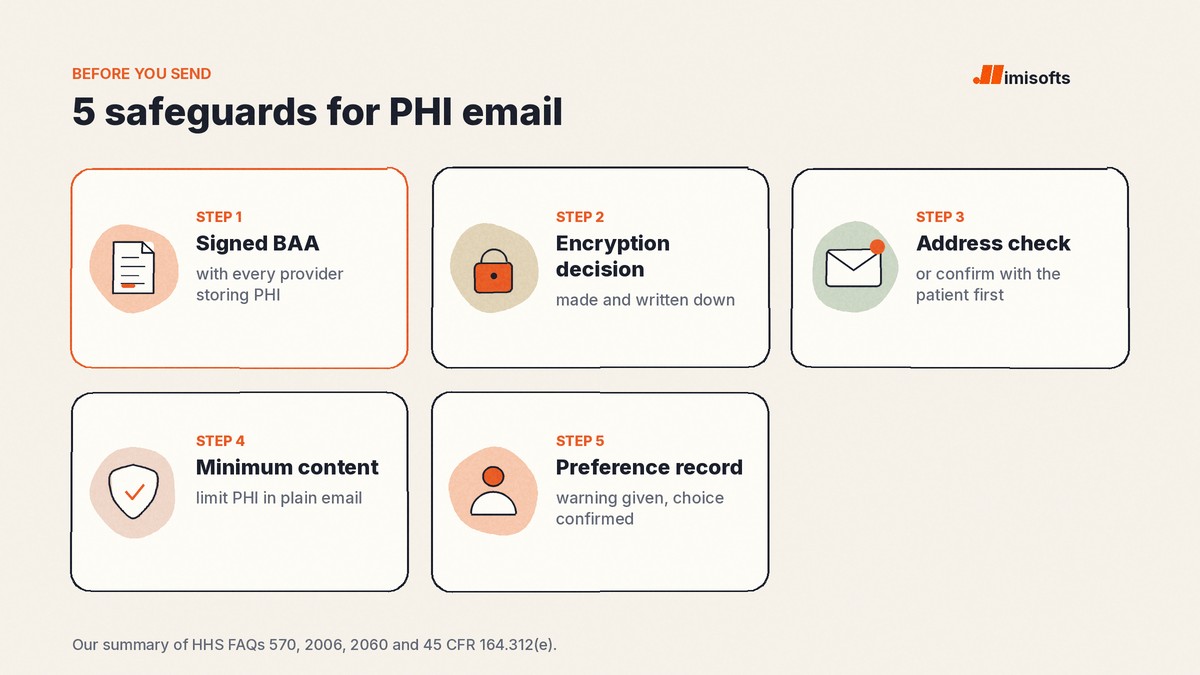 BEFORE YOU SEND
5 safeguards for PHI email
imisofts
STEP 1
Signed BAA
with every provider
storing PHI
STEP 2
Encryption
decision
made and written down
STEP 3
Address check
or confirm with the
patient first
STEP 4
Minimum content
limit PHI in plain email
STEP 5
Preference record
warning given, choice
confirmed
Our summary of HHS FAQs 570, 2006, 2060 and 45 CFR 164.312(e).